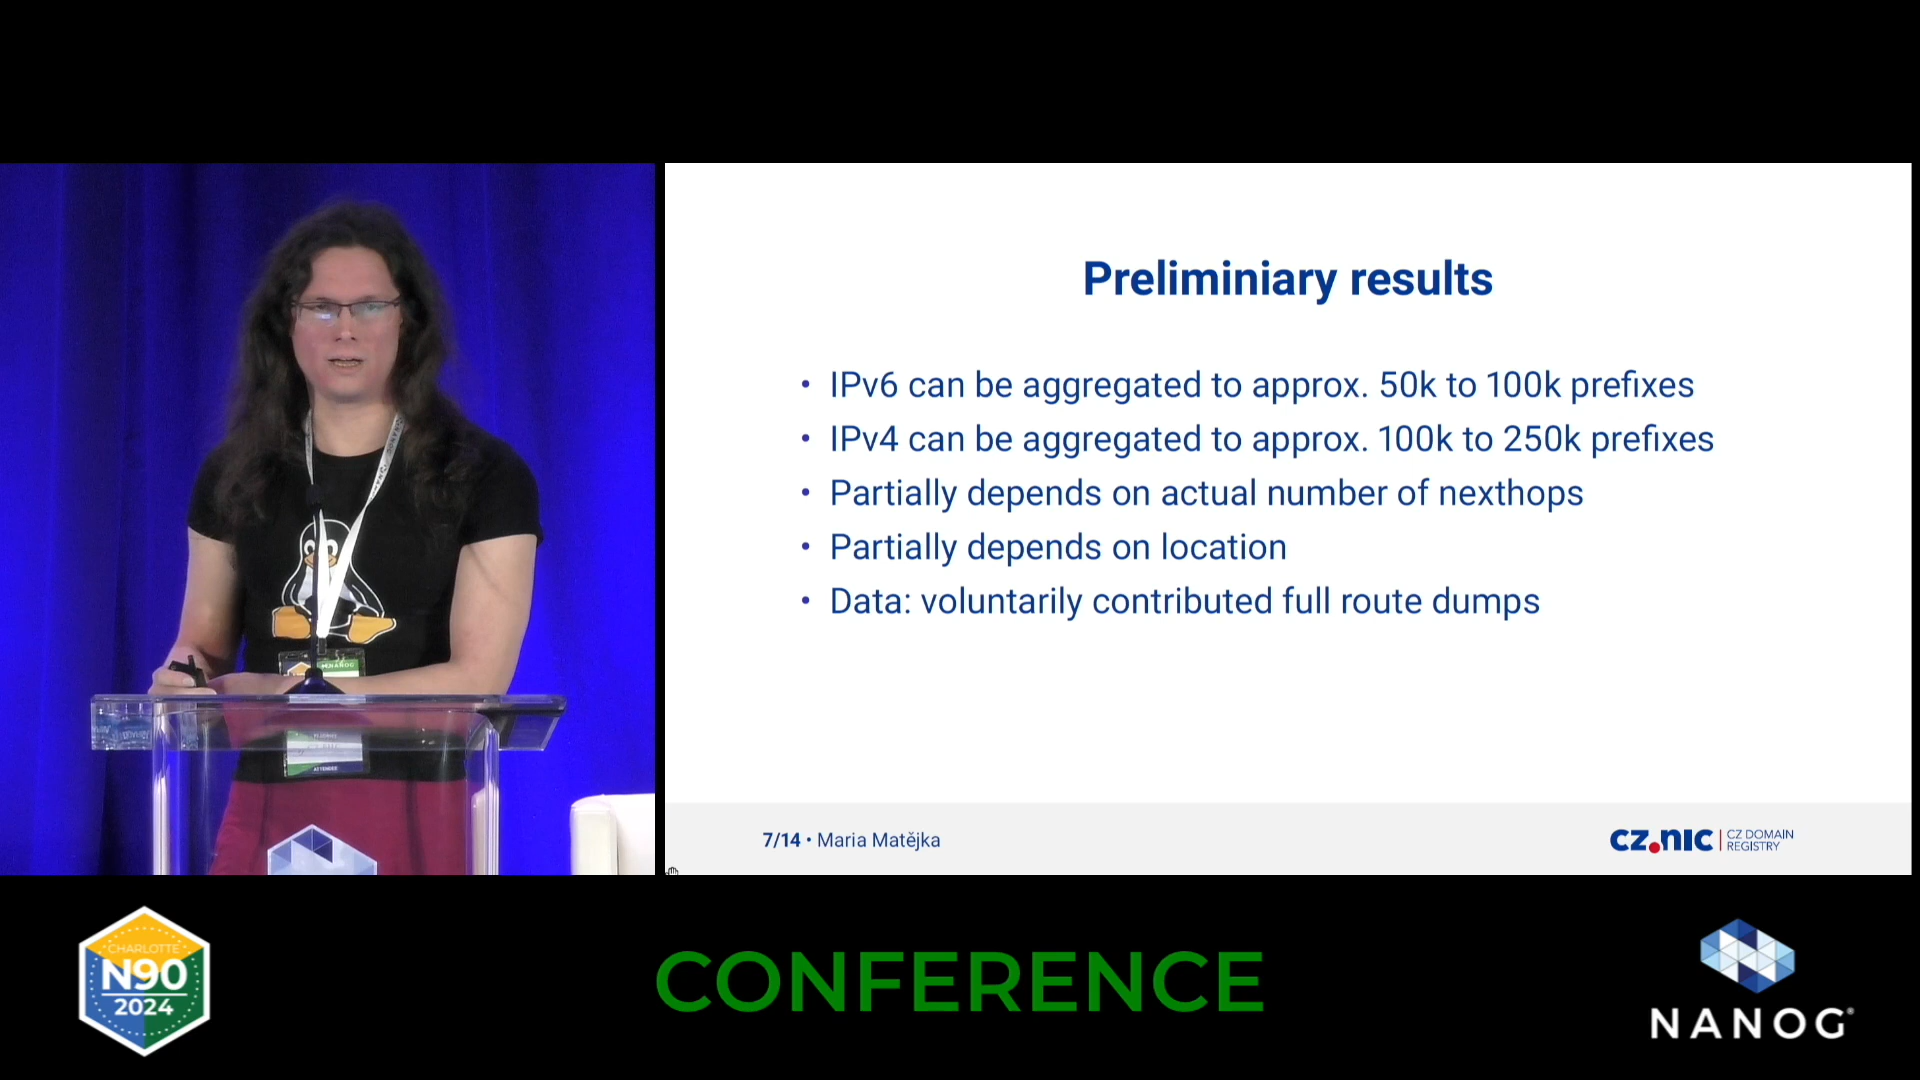 Preliminiary results
• IPv6 can be aggregated to approx. 50k to 100k prefixes
• IPv4 can be aggregated to approx. 100k to 250k prefixes
• Partially depends on actual number of nexthops
• Partially depends on location
• Data: voluntarily contributed full route dumps
7/14 • Maria Matějka
CZ.NIC
CZ DOMAIN
REGISTRY
NANOG
ATTENDEE
CHARLOTTE
N90
2024
CONFERENCE
NANOG®